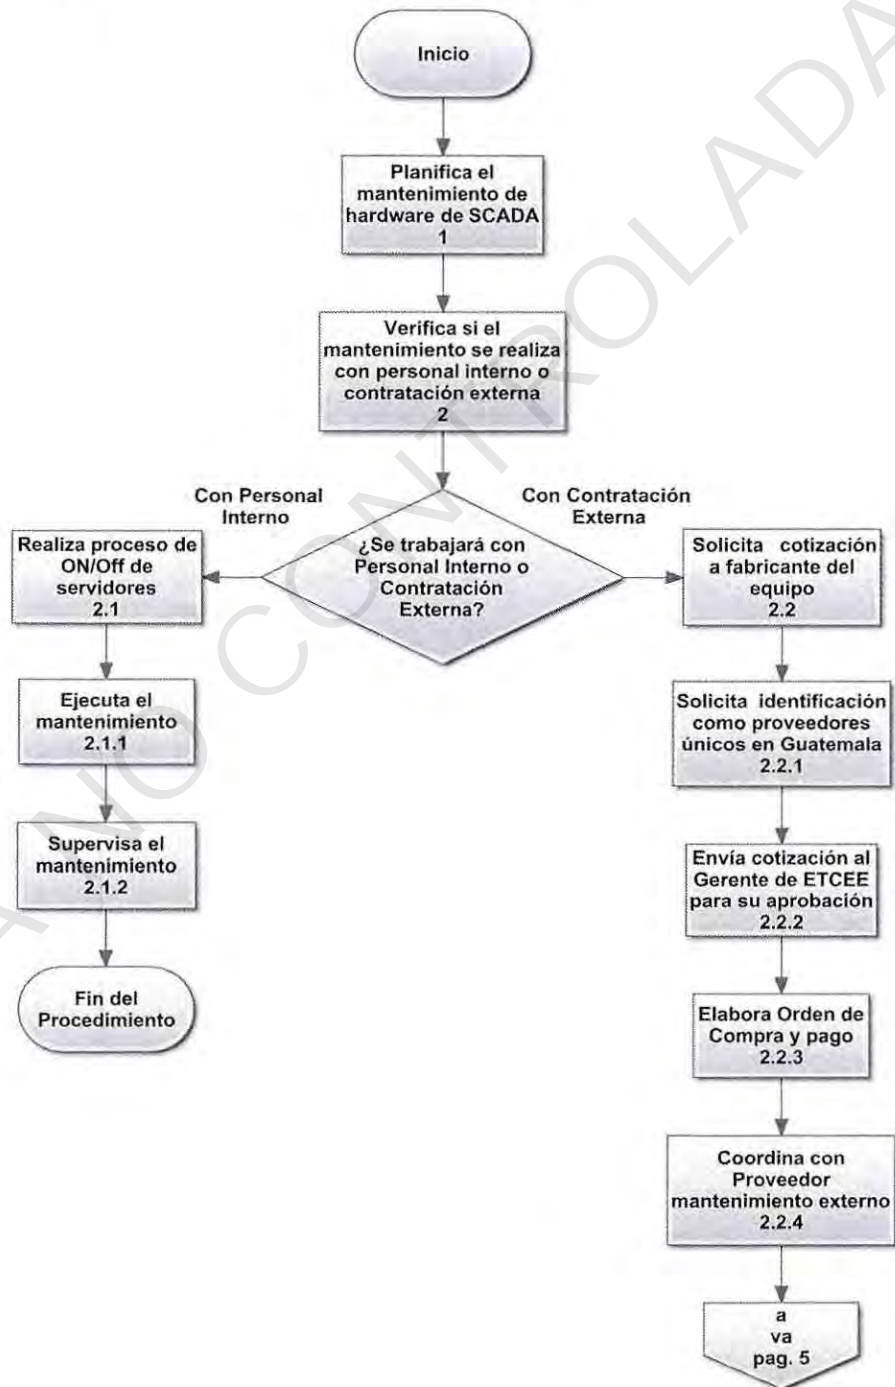 Inicio
Planifica el
mantenimiento de
hardware de SCADA
1
Verifica si el
mantenimiento se realiza
con personal interno o
contratación externa
2
Con Personal
Interno
Con Contratación
Externa
¿Se trabajará con
Personal Interno o
Contratación
Externa?
Realiza proceso de
ON/Off de
servidores
2.1
Ejecuta el
mantenimiento
2.1.1
Supervisa el
mantenimiento
2.1.2
Fin del
Procedimiento
Solicita cotización
a fabricante del
equipo
2.2
Solicita identificación
como proveedores
únicos en Guatemala
2.2.1
Envía cotización al
Gerente de ETCEE
para su aprobación
2.2.2
Elabora Orden de
Compra y pago
2.2.3
Coordina con
Proveedor
mantenimiento externo
2.2.4
a
va
pag. 5
A NO CONTROLADA